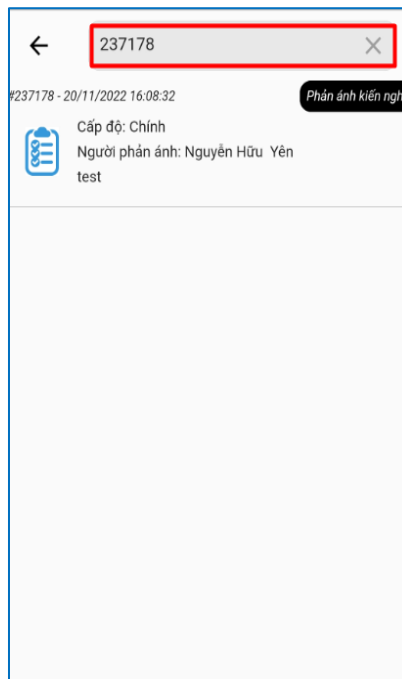 237178
#237178 - 20/11/2022 16:08:32
Phản ánh kiến ngh
Cấp độ: Chính
Người phản ánh: Nguyễn Hữu Yên
test